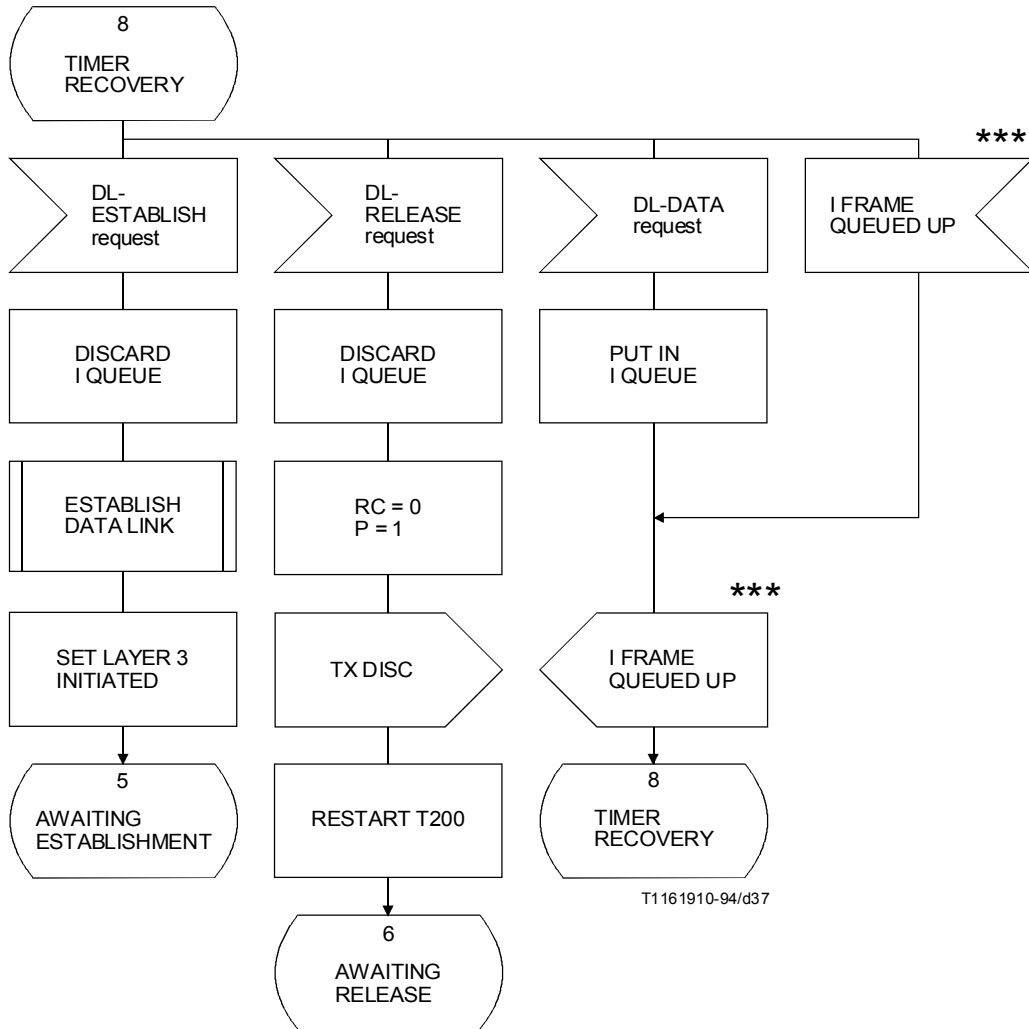 8
TIMER
RECOVERY
***
DL-
ESTABLISH
request
DL-
RELEASE
request
DL-DATA
request
I FRAME
QUEUED UP
DISCARD
I QUEUE
DISCARD
I QUEUE
PUT IN
I QUEUE
ESTABLISH
DATA LINK
RC = 0
P = 1
***
SET LAYER 3
INITIATED
TX DISC
I FRAME
QUEUED UP
5
AWAITING
ESTABLISHMENT
RESTART T200
8
TIMER
RECOVERY
T1161910-94/d37
6
AWAITING
RELEASE